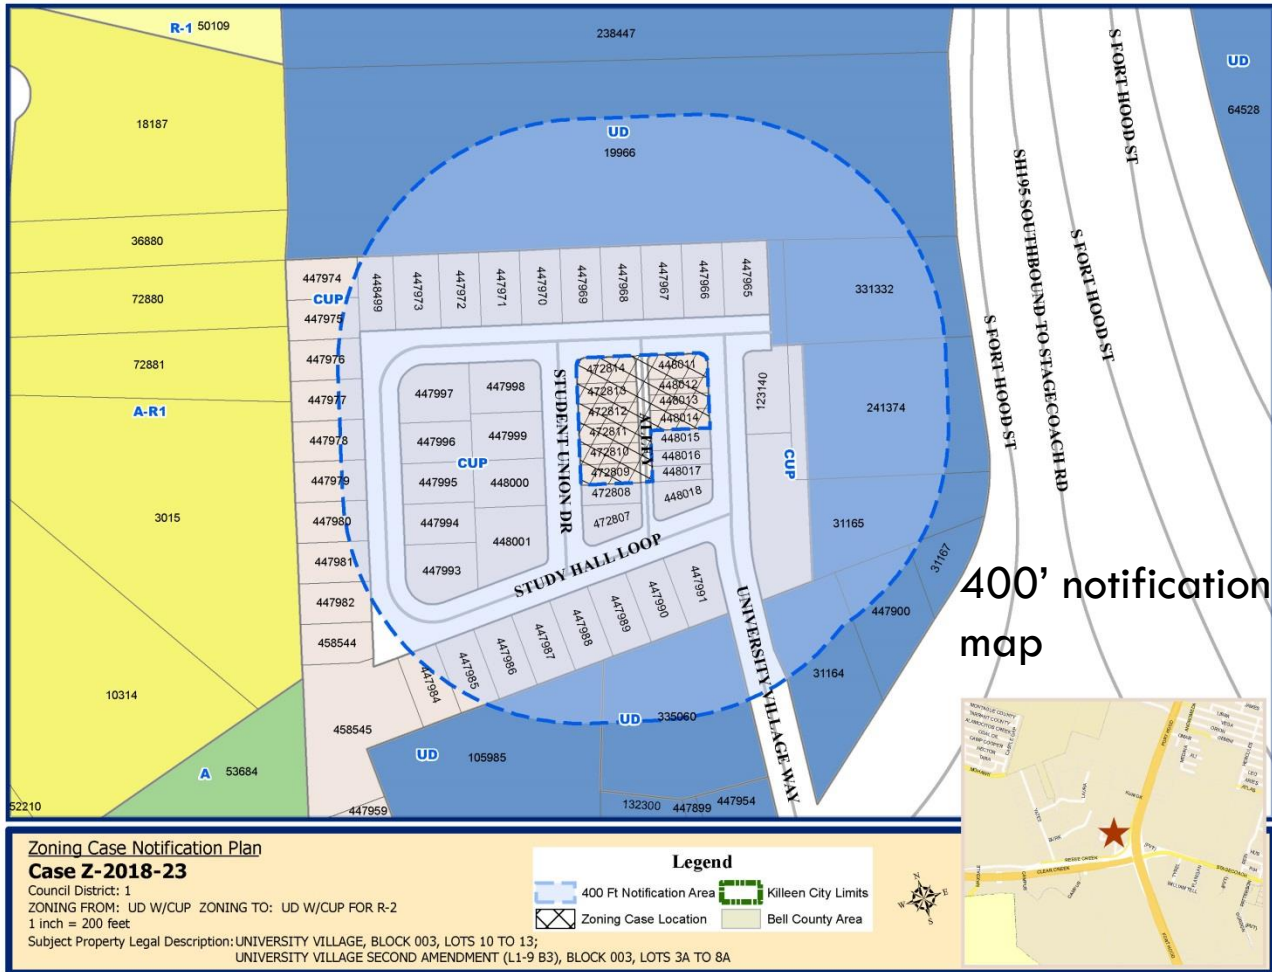 R-1 50109
238447
UD
64528
18187
UD
19966
36880
72880
72881
A-R1
3015
10314
A 53684
52210
447974
CUP
447975
447976
447977
447978
447979
447980
447981
447982
458544
458545
447959
448499
447973
447972
447971
447970
447969
447968
447967
447966
447965
331332
241374
31165
31167
447900
31164
123140
CUP
447997
447998
447996
447999
CUP
447995
448000
447994
448001
447993
STUDENT UNION DR
472814
472813
472812
472811
472810
472809
472808
472807
ALLEY
448011
448012
448013
448014
448015
448016
448017
448018
STUDY HALL LOOP
447984
447985
447986
447987
447988
447989
447990
447991
UNIVERSITY VILLAGE WAY
UD
335060
UD
105985
132300
447899
447954
S FORT HOOD ST
SH195 SOUTHBOUND TO STAGECOACH RD
S FORT HOOD ST
S FORT HOOD ST
400’ notification
map
MONTAGUE COUNTY
TARRANT COUNTY
CLEAR CREEK
REESE CREEK
STAGECOACH
Zoning Case Notification Plan
Case Z-2018-23
Council District: 1
ZONING FROM: UD W/CUP ZONING TO: UD W/CUP FOR R-2
1 inch = 200 feet
Subject Property Legal Description: UNIVERSITY VILLAGE, BLOCK 003, LOTS 10 TO 13;
UNIVERSITY VILLAGE SECOND AMENDMENT (L1-9 B3), BLOCK 003, LOTS 3A TO 8A
Legend
400 Ft Notification Area
Killeen City Limits
Zoning Case Location
Bell County Area
N
E
S
W